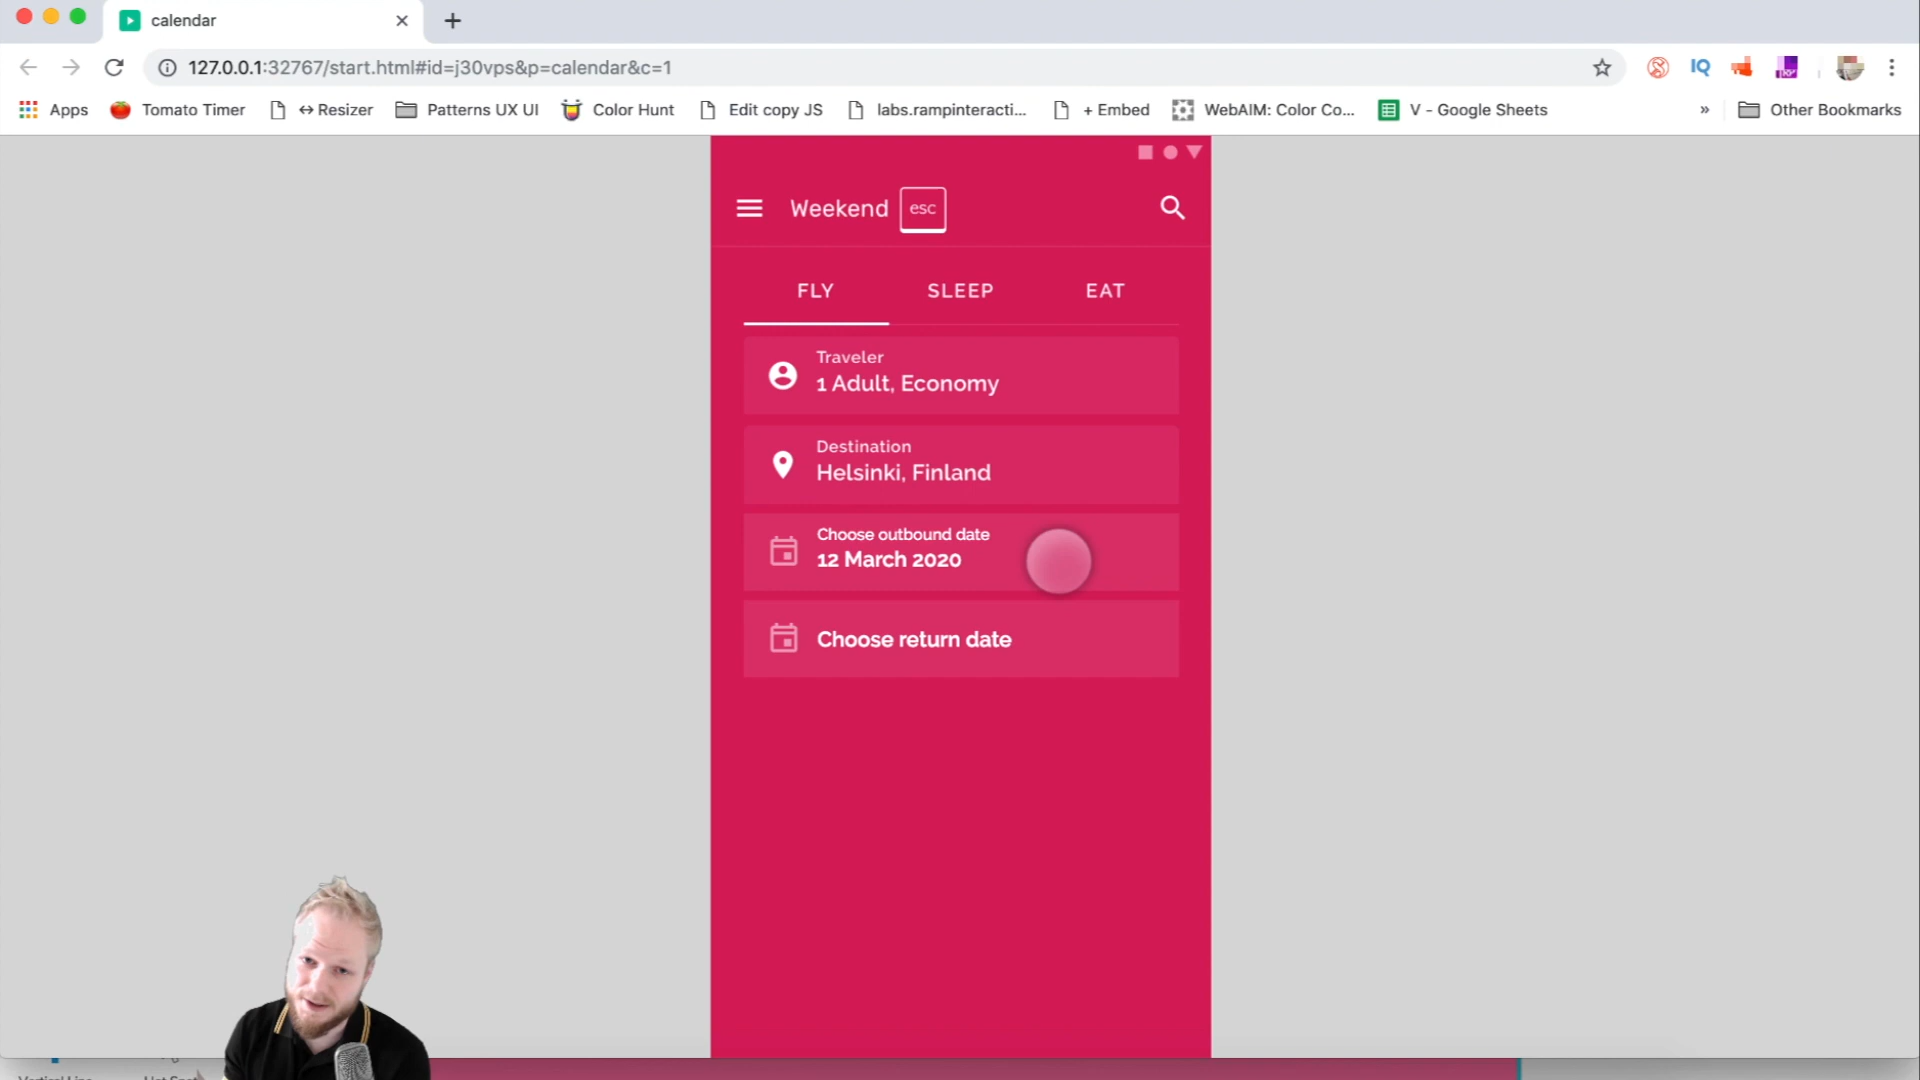 calendar
127.0.0.1:32767/start.html#id=j30vps&p=calendar&c=1
IQ
Apps Tomato Timer ↔ Resizer Patterns UX UI Color Hunt Edit copy JS labs.rampinteracti... + Embed WebAIM: Color Co... V - Google Sheets » Other Bookmarks
Weekend esc
FLY SLEEP EAT
Traveler
1 Adult, Economy
Destination
Helsinki, Finland
Choose outbound date
12 March 2020
Choose return date